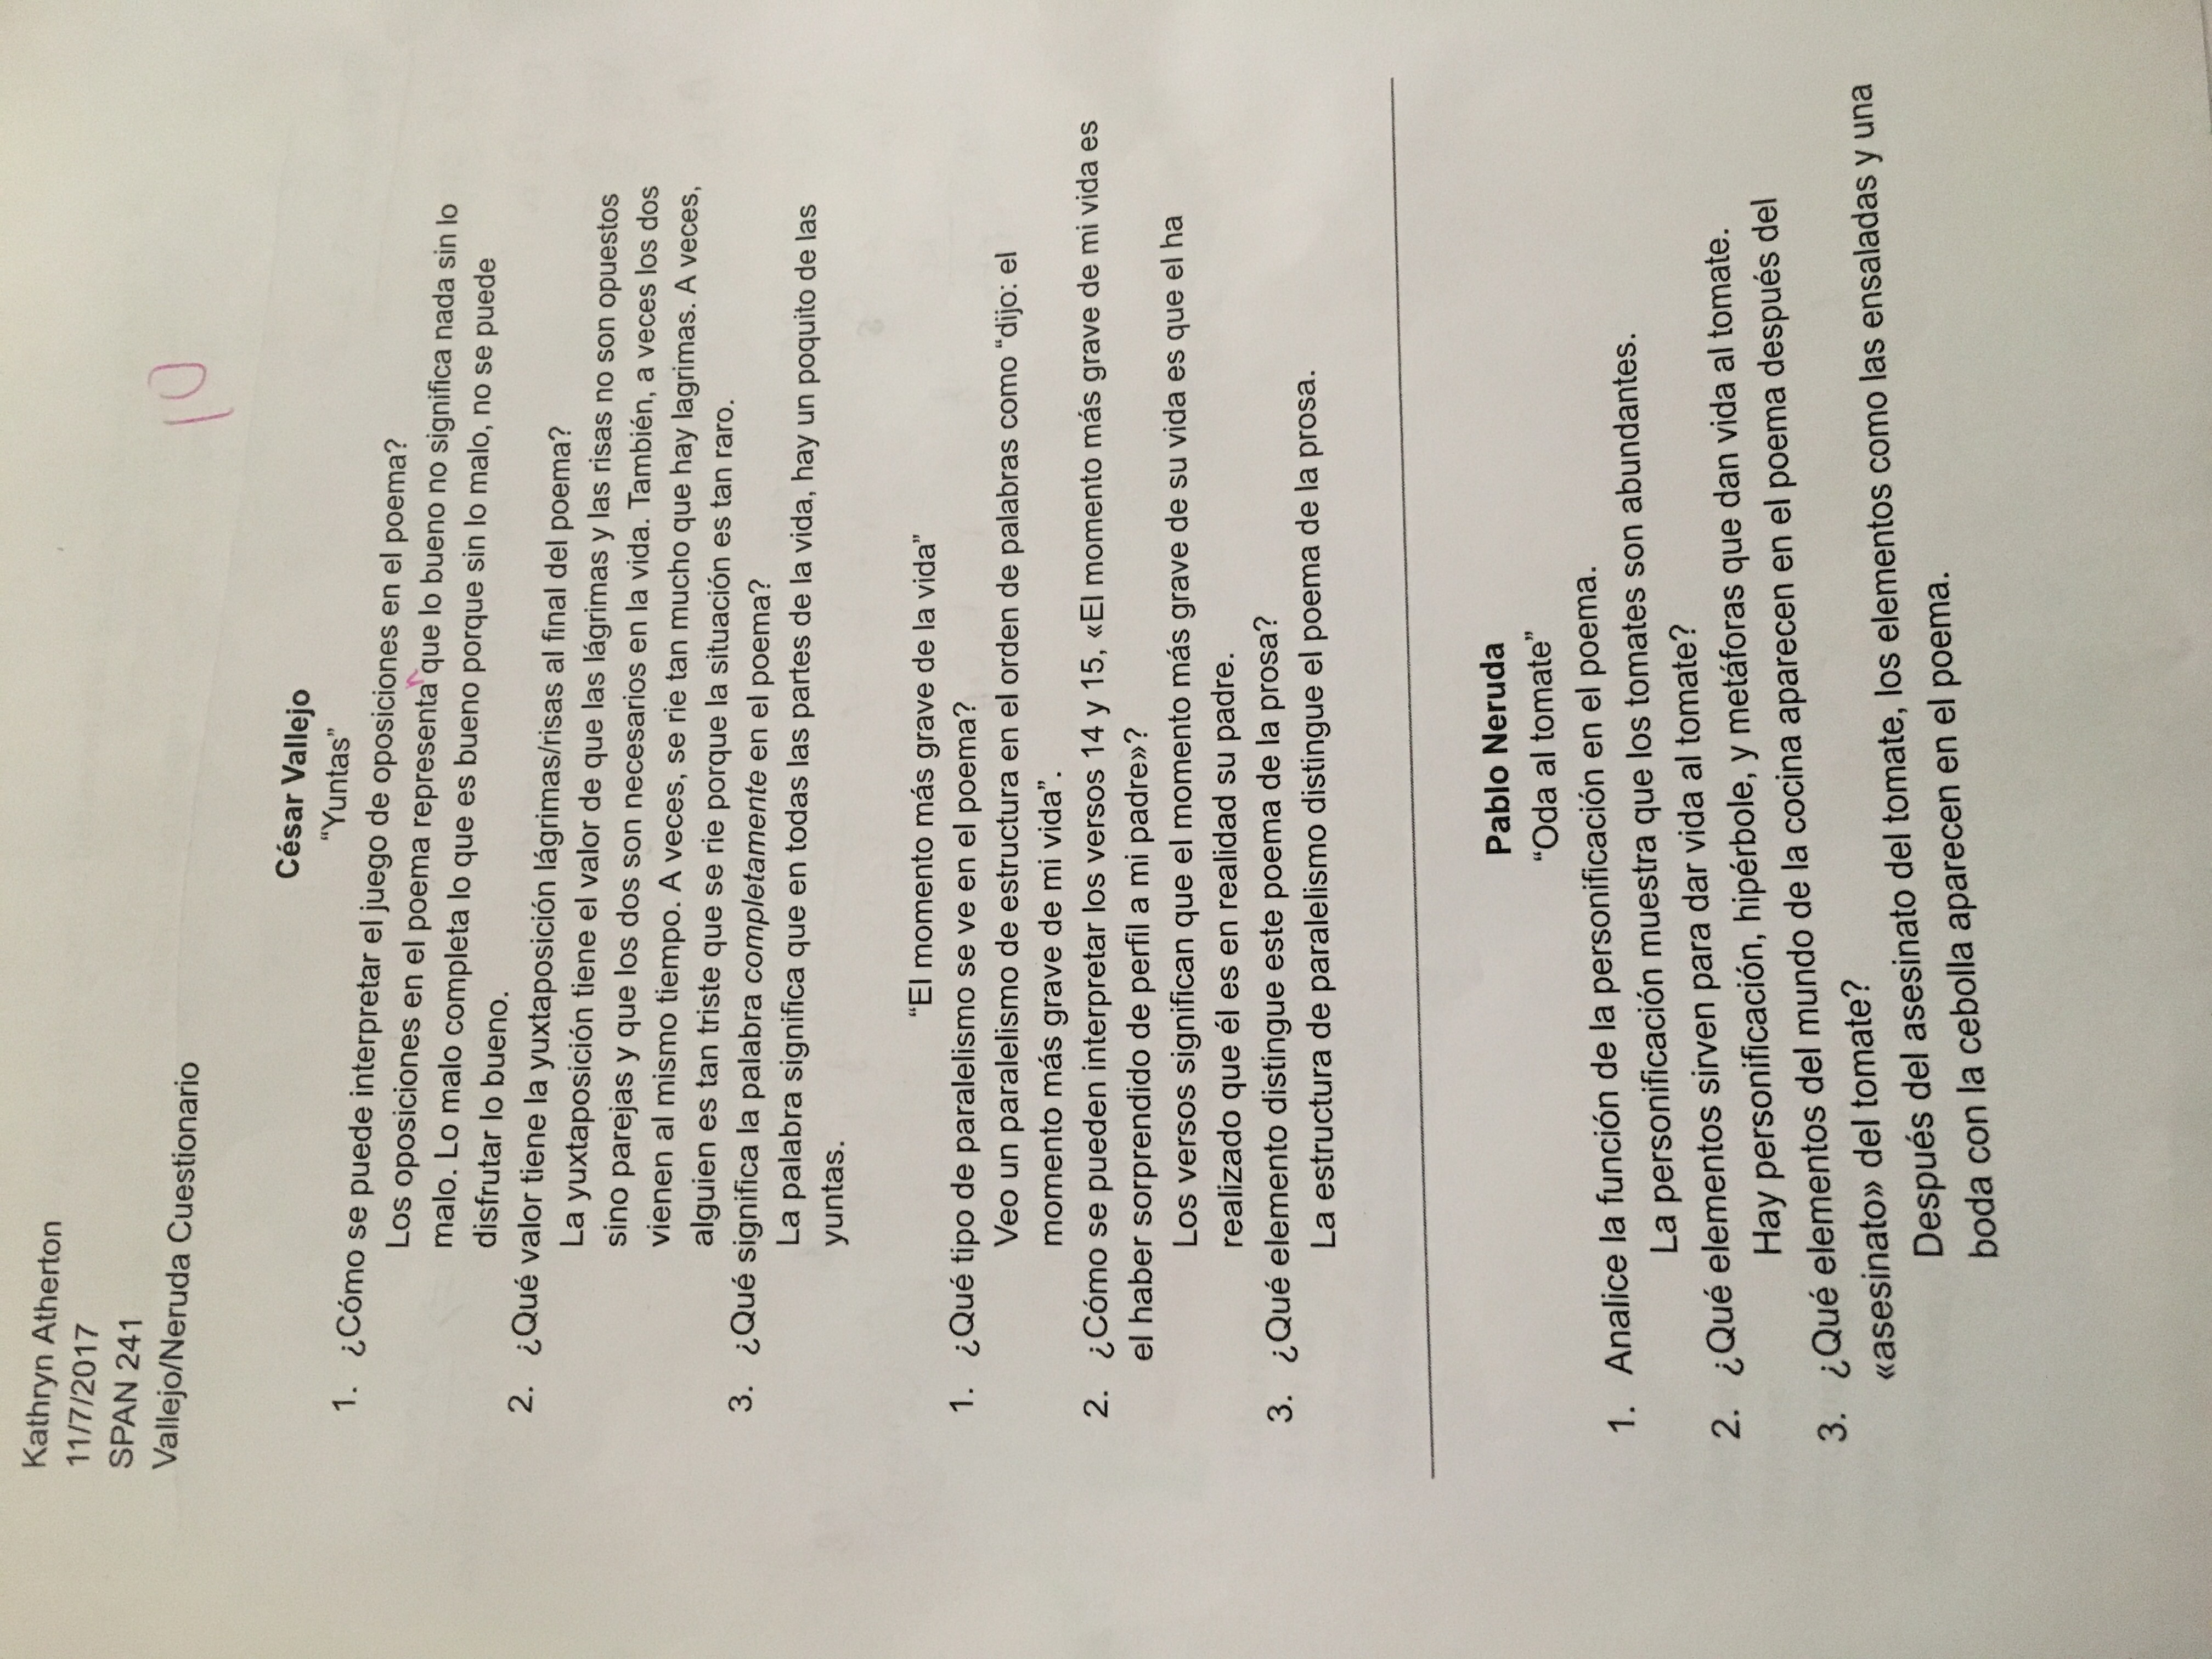 Kathryn Atherton
11/7/2017
SPAN 241
Vallejo/Neruda Cuestionario
10
César Vallejo
“Yuntas”
1. ¿Cómo se puede interpretar el juego de oposiciones en el poema?
Los oposiciones en el poema representa n que lo bueno no significa nada sin lo
malo. Lo malo completa lo que es bueno porque sin lo malo, no se puede
disfrutar lo bueno.
2. ¿Qué valor tiene la yuxtaposición lágrimas/risas al final del poema?
La yuxtaposición tiene el valor de que las lágrimas y las risas no son opuestos
sino parejas y que los dos son necesarios en la vida. También, a veces los dos
vienen al mismo tiempo. A veces, se rie tan mucho que hay lagrimas. A veces,
alguien es tan triste que se rie porque la situación es tan raro.
3. ¿Qué significa la palabra completamente en el poema?
La palabra significa que en todas las partes de la vida, hay un poquito de las
yuntas.
“El momento más grave de la vida”
1. ¿Qué tipo de paralelismo se ve en el poema?
Veo un paralelismo de estructura en el orden de palabras como “dijo: el
momento más grave de mi vida”.
2. ¿Cómo se pueden interpretar los versos 14 y 15, «El momento más grave de mi vida es
el haber sorprendido de perfil a mi padre»?
Los versos significan que el momento más grave de su vida es que el ha
realizado que él es en realidad su padre.
3. ¿Qué elemento distingue este poema de la prosa?
La estructura de paralelismo distingue el poema de la prosa.
Pablo Neruda
“Oda al tomate”
1. Analice la función de la personificación en el poema.
La personificación muestra que los tomates son abundantes.
2. ¿Qué elementos sirven para dar vida al tomate?
Hay personificación, hipérbole, y metáforas que dan vida al tomate.
3. ¿Qué elementos del mundo de la cocina aparecen en el poema después del
«asesinato» del tomate?
Después del asesinato del tomate, los elementos como las ensaladas y una
boda con la cebolla aparecen en el poema.